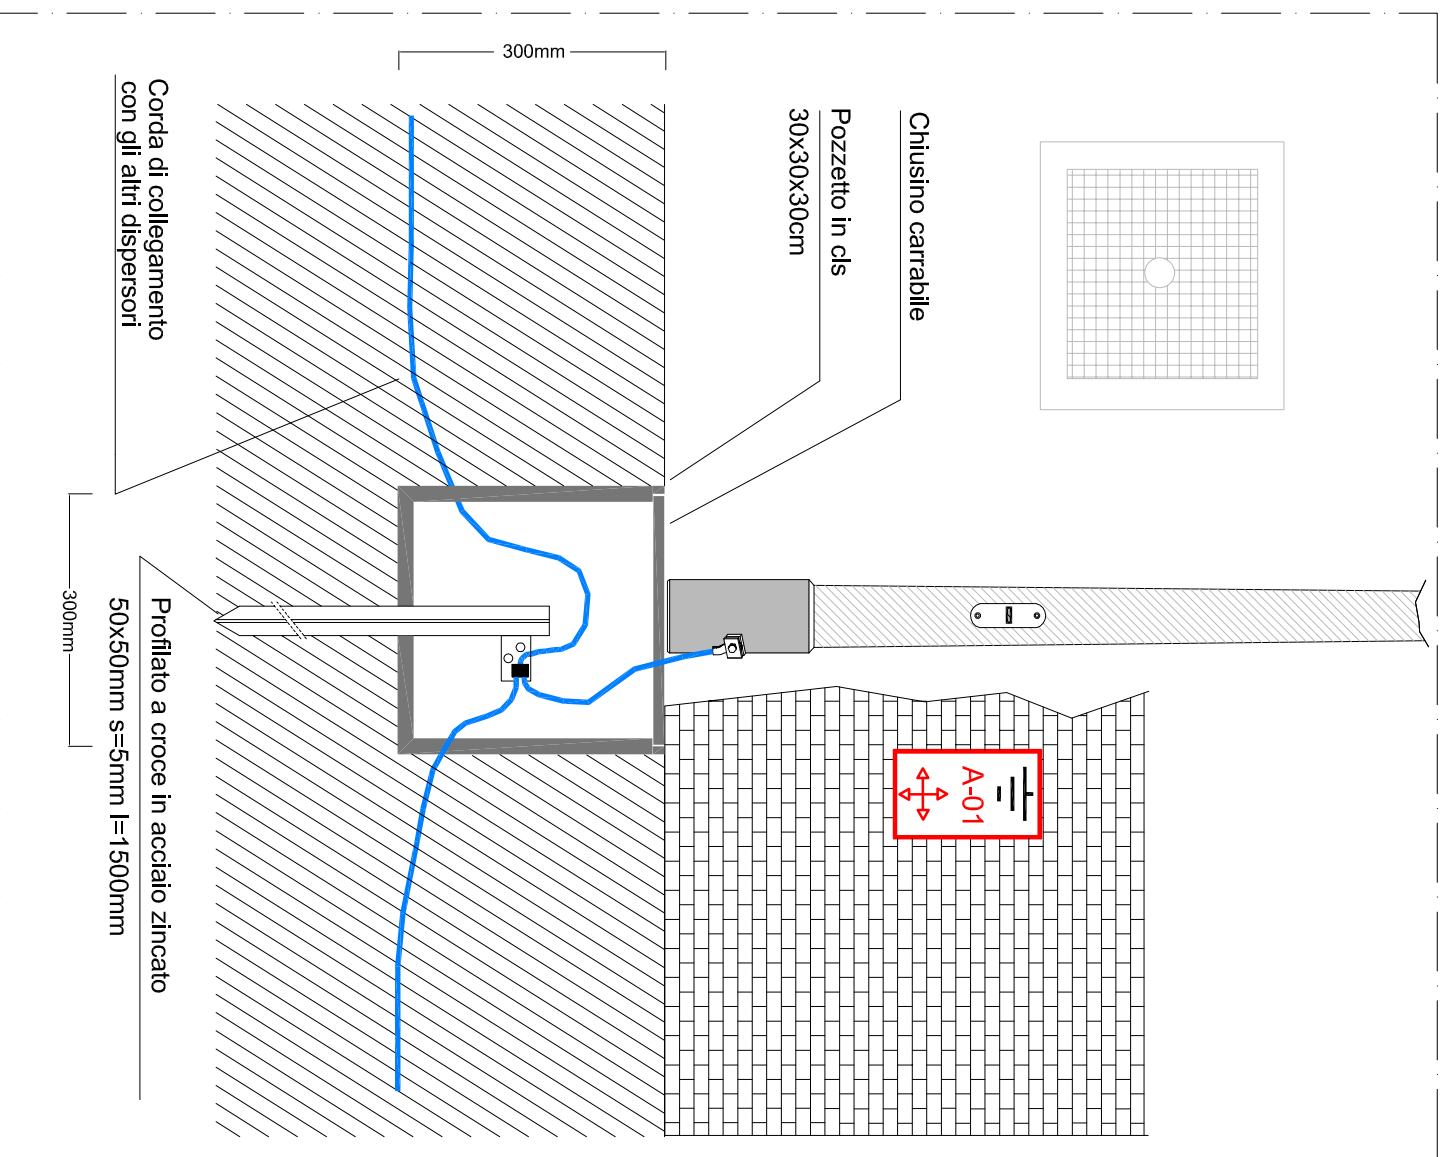 300mm
Chiusino carrabile
Pozzetto in cls
30x30x30cm
Corda di collegamento
con gli altri dispersori
A-01
300mm
Profilato a croce in acciaio zincato
50x50mm s=5mm l=1500mm